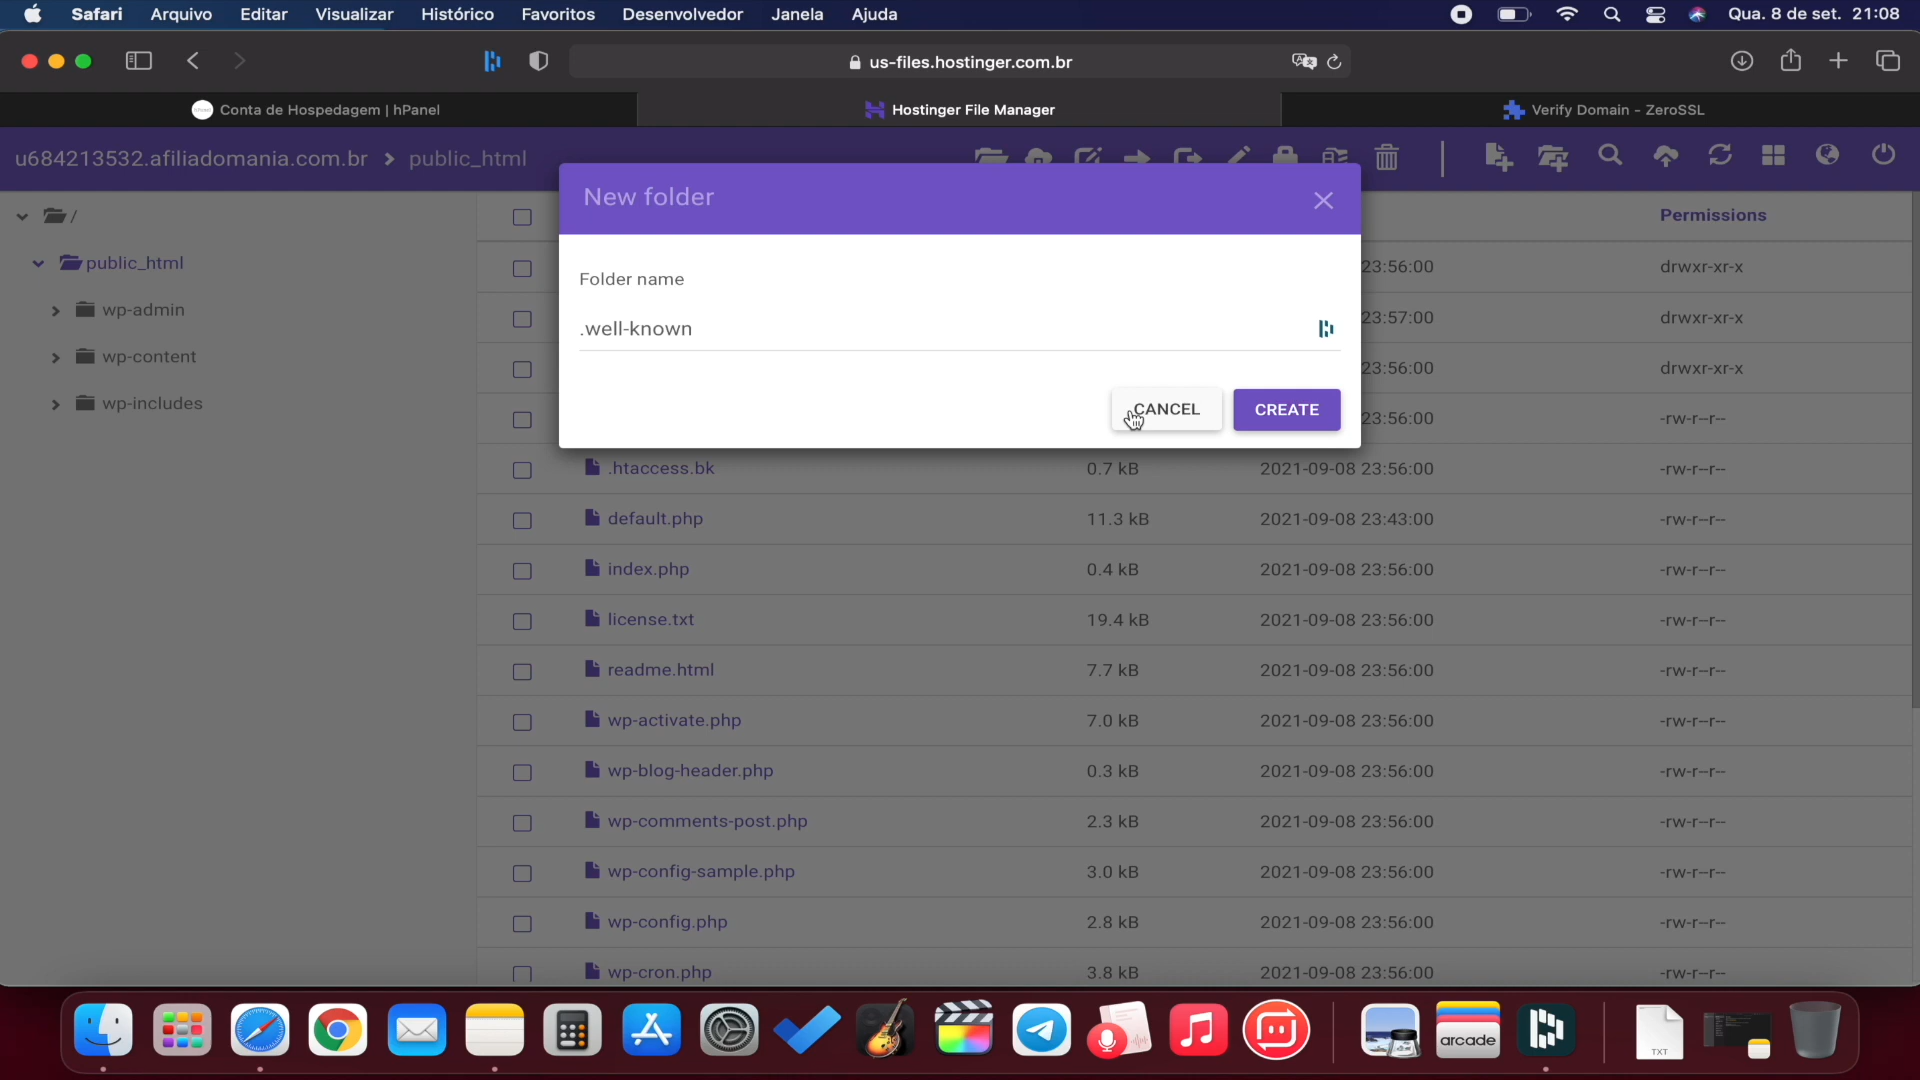 Safari Arquivo Editar Visualizar Histórico Favoritos Desenvolvedor Janela Ajuda Qua. 8 de set. 21:08
us-files.hostinger.com.br
Conta de Hospedagem | hPanel Hostinger File Manager Verify Domain - ZeroSSL
u684213532.afiliadomania.com.br > public_html
New folder
/ Permissions
public_html 23:56:00 drwxr-xr-x
Folder name
wp-admin 23:57:00 drwxr-xr-x
.well-known
wp-content 23:56:00 drwxr-xr-x
wp-includes 23:56:00 -rw-r--r--
CANCEL CREATE
.htaccess.bk 0.7 kB 2021-09-08 23:56:00 -rw-r--r--
default.php 11.3 kB 2021-09-08 23:43:00 -rw-r--r--
index.php 0.4 kB 2021-09-08 23:56:00 -rw-r--r--
license.txt 19.4 kB 2021-09-08 23:56:00 -rw-r--r--
readme.html 7.7 kB 2021-09-08 23:56:00 -rw-r--r--
wp-activate.php 7.0 kB 2021-09-08 23:56:00 -rw-r--r--
wp-blog-header.php 0.3 kB 2021-09-08 23:56:00 -rw-r--r--
wp-comments-post.php 2.3 kB 2021-09-08 23:56:00 -rw-r--r--
wp-config-sample.php 3.0 kB 2021-09-08 23:56:00 -rw-r--r--
wp-config.php 2.8 kB 2021-09-08 23:56:00 -rw-r--r--
wp-cron.php 3.8 kB 2021-09-08 23:56:00 -rw-r--r--
arcade
TXT